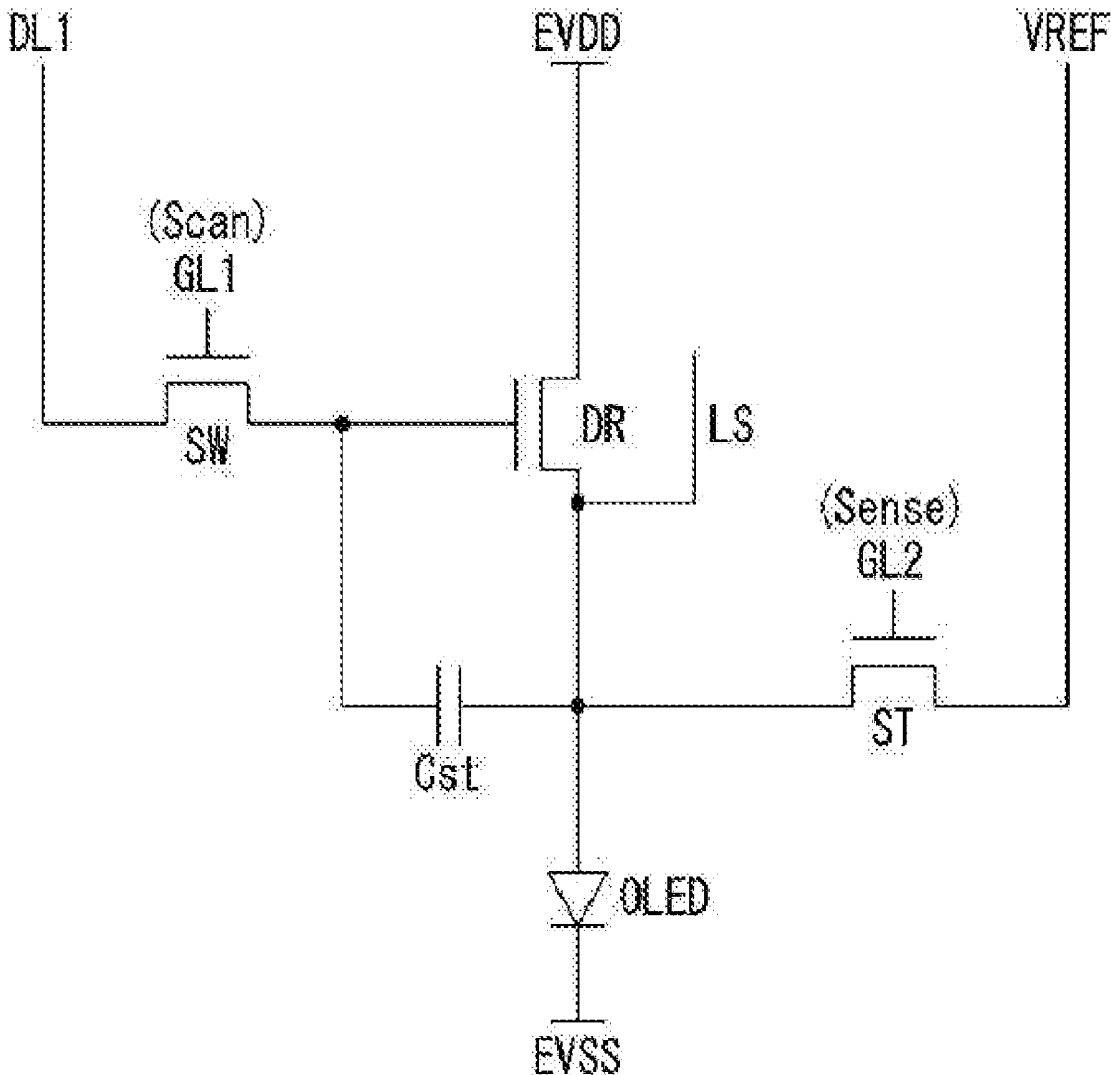 DL1
EVDD
VREF
(Scan)
GL1
SW
DR
LS
(Sense)
GL2
ST
Cst
OLED
EVSS